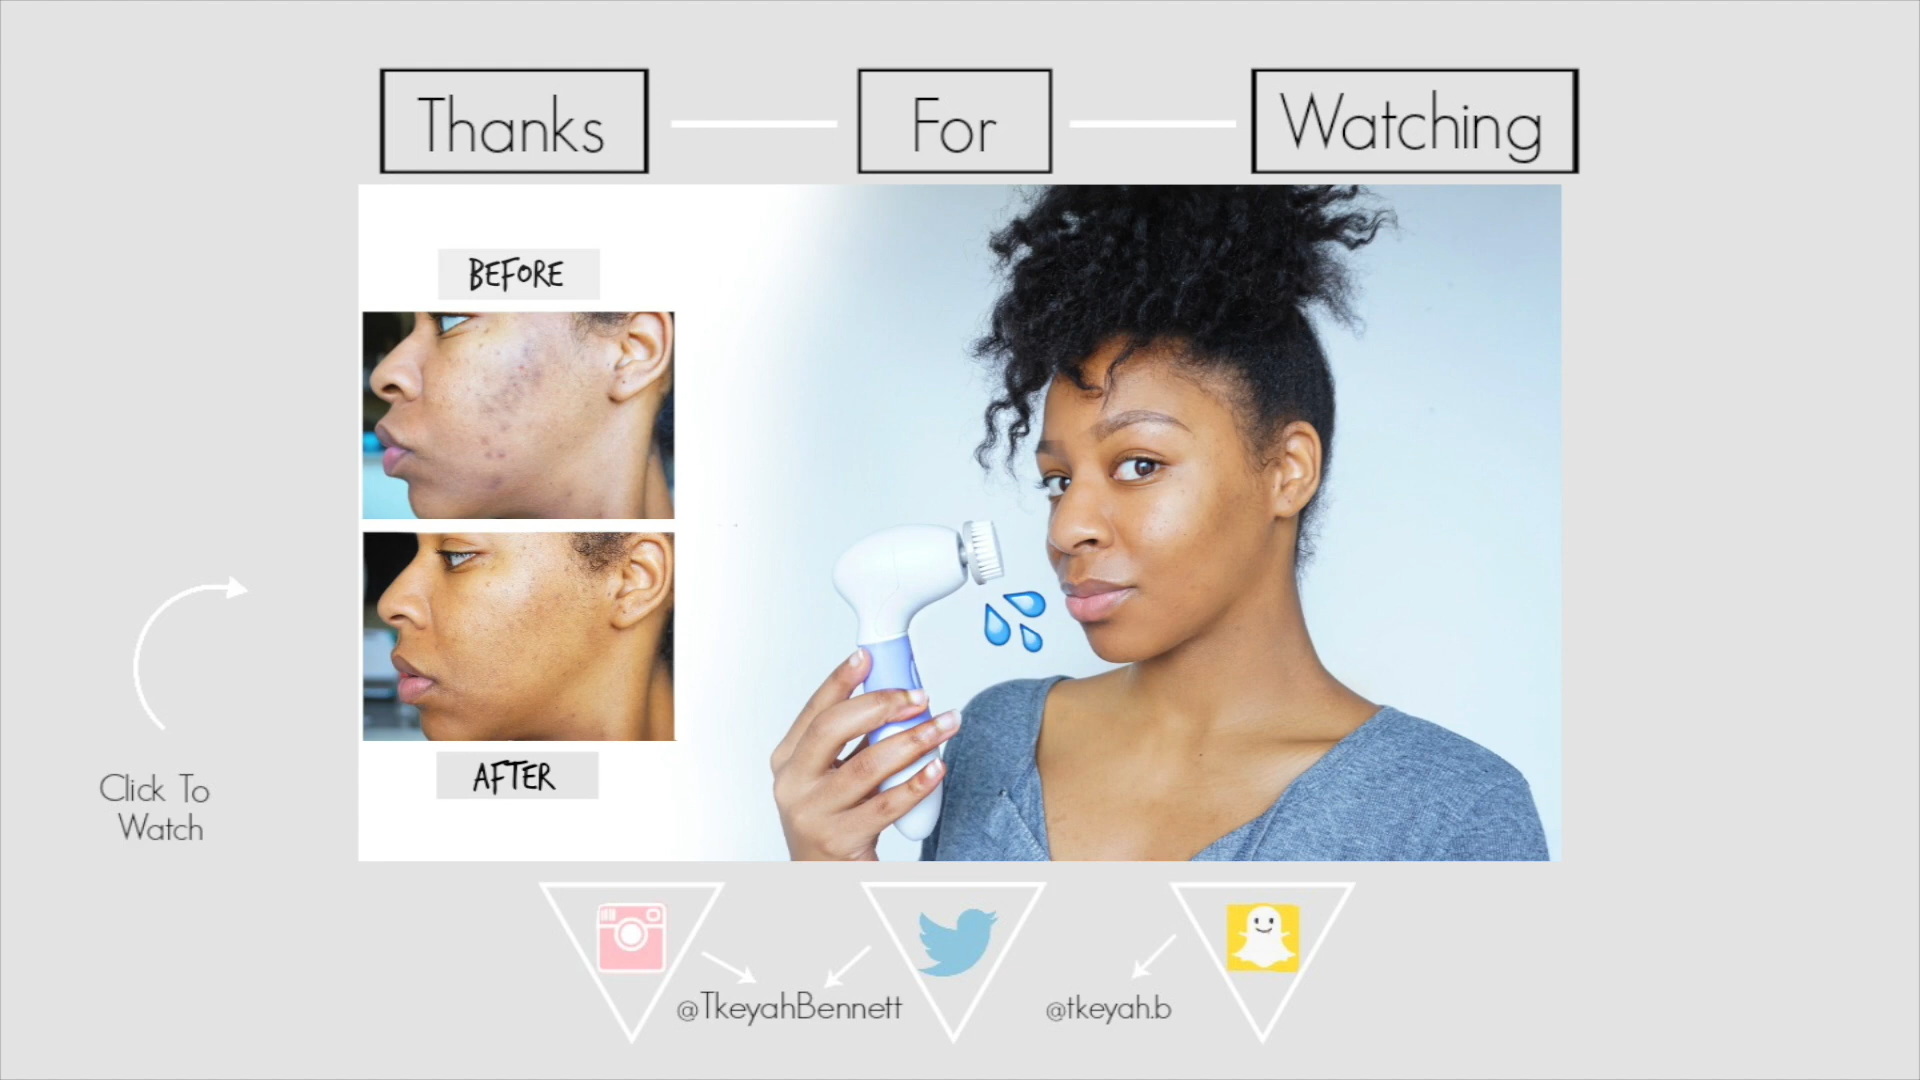 Thanks For Watching
BEFORE
AFTER
Click To
Watch
@TkeyahBennett @tkeyah.b